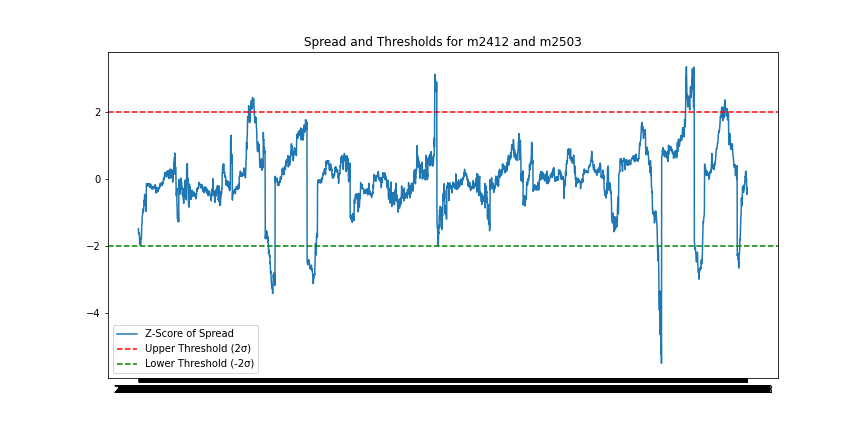 Spread and Thresholds for m2412 and m2503
2
0
−2
−4
Z-Score of Spread
Upper Threshold (2σ)
Lower Threshold (-2σ)